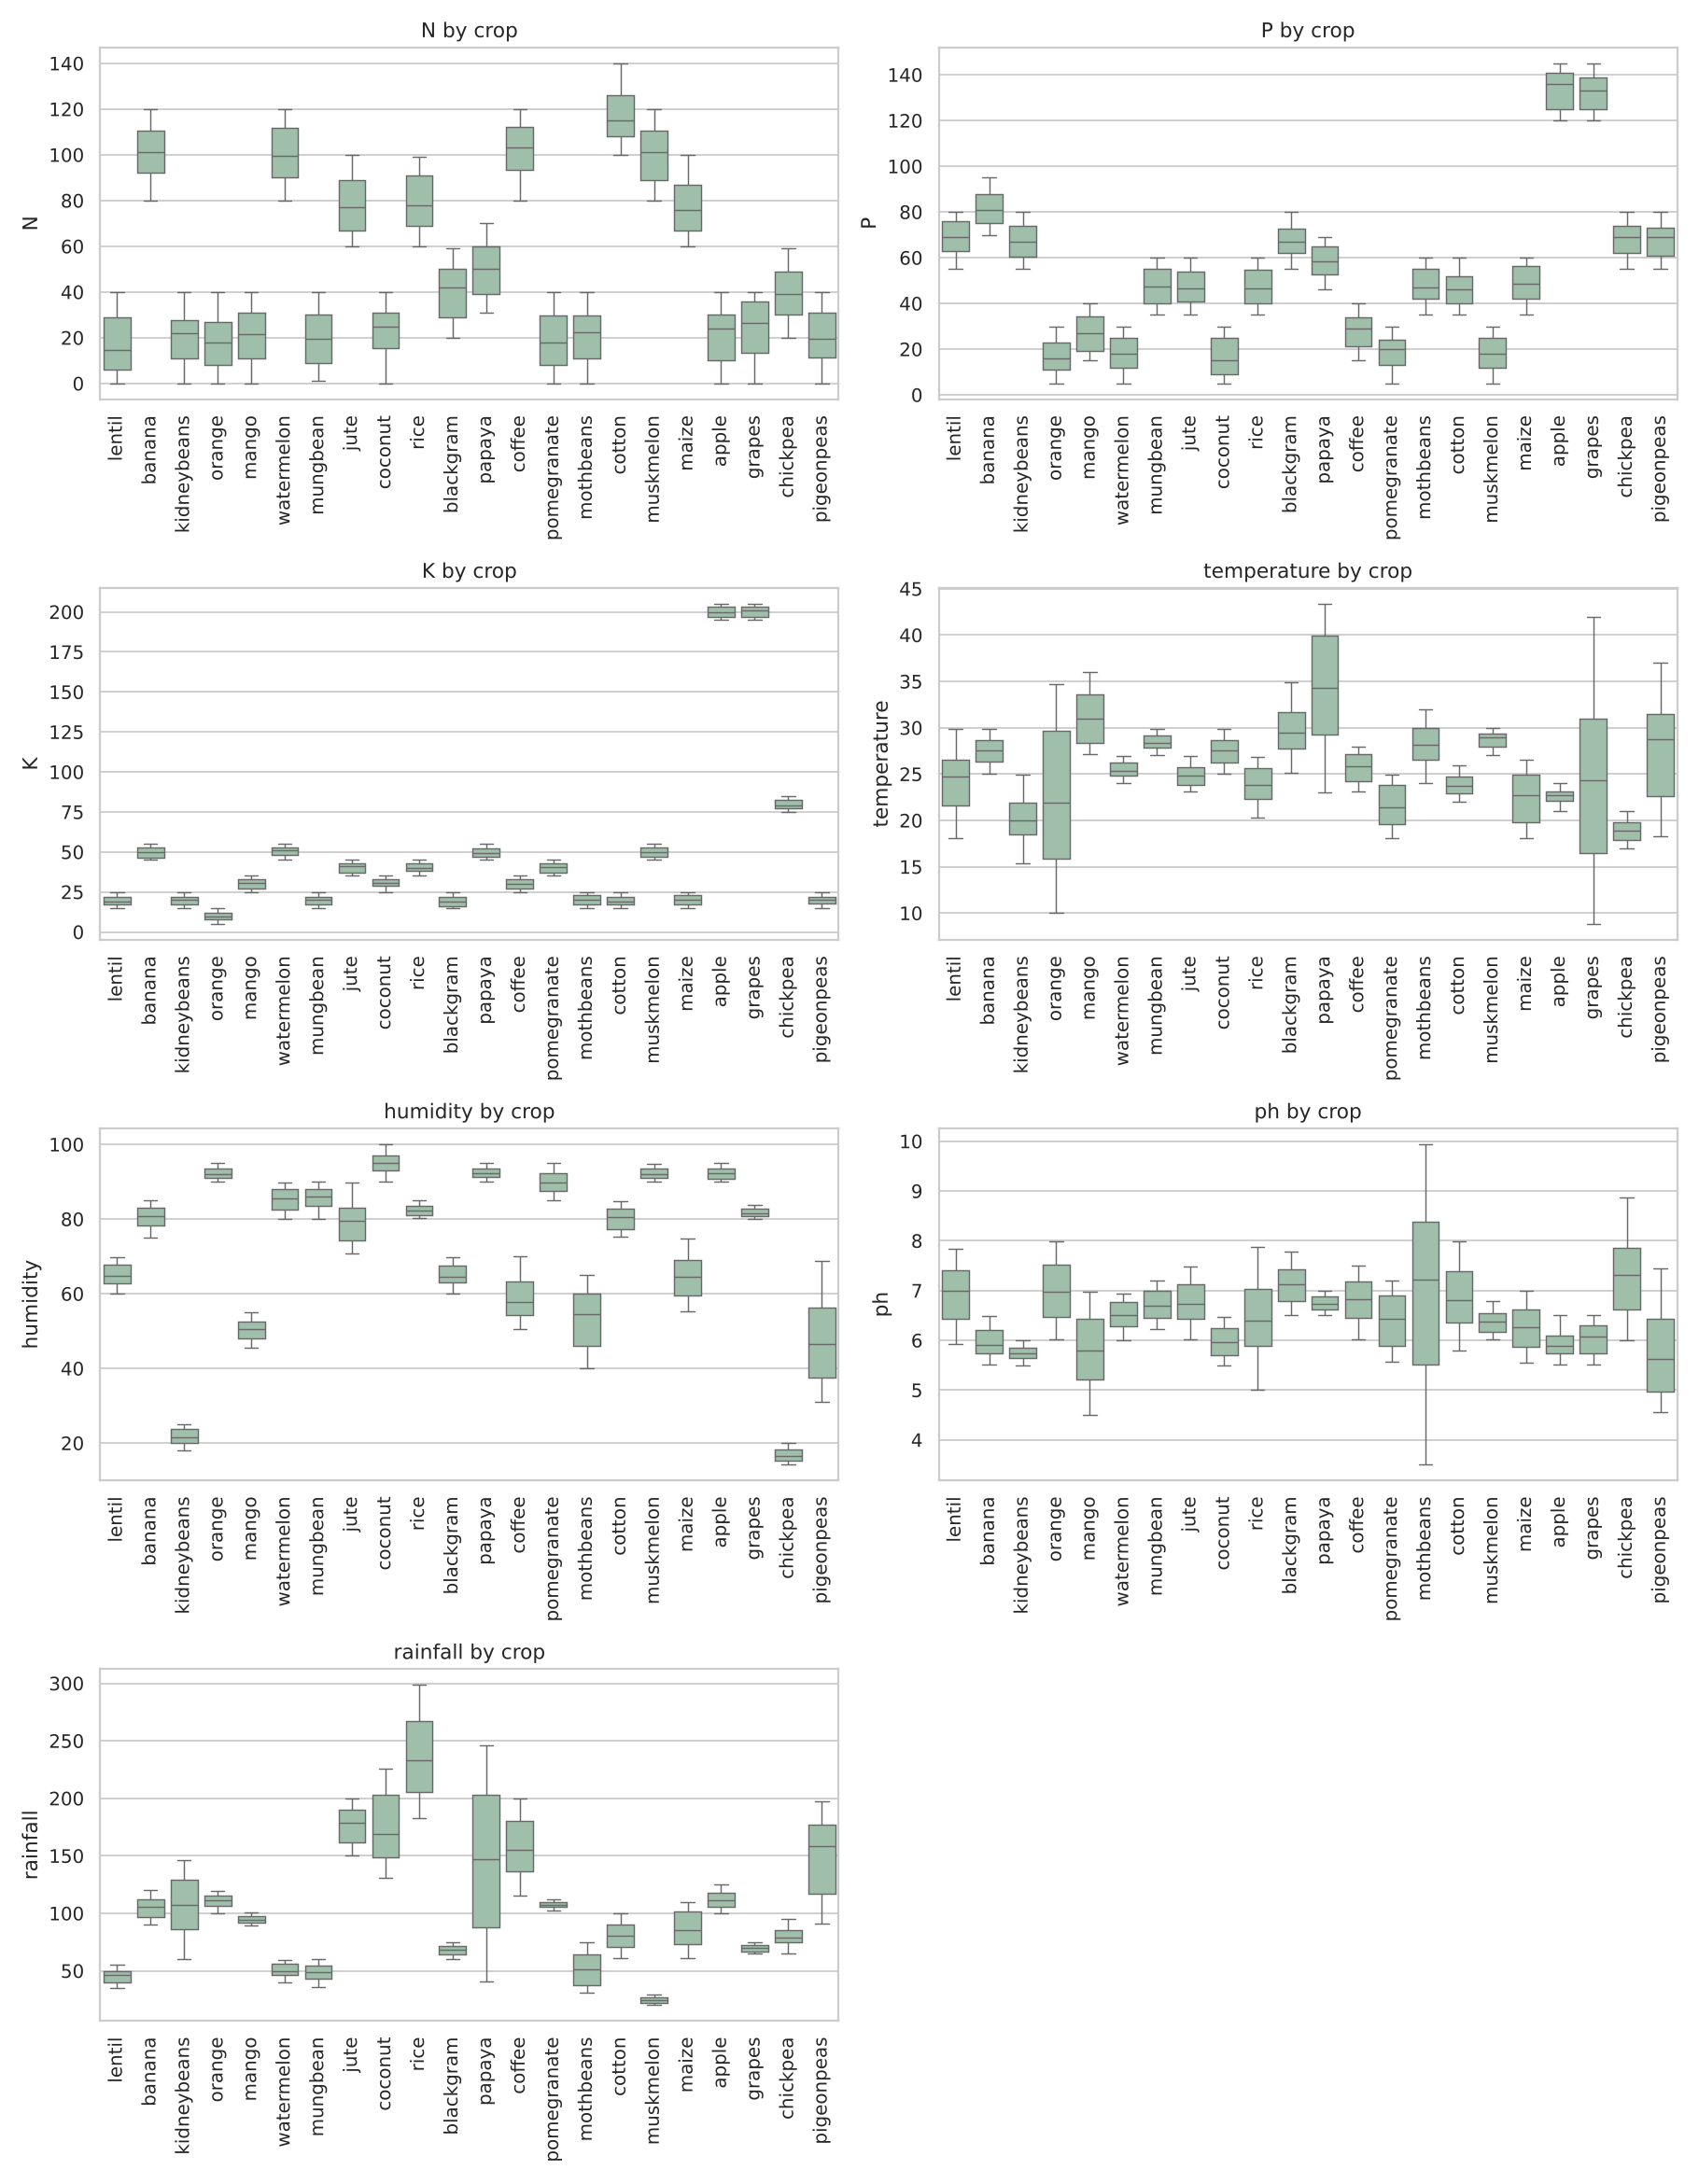 N by crop
N
140
120
100
80
60
40
20
0
lentil
banana
kidneybeans
orange
mango
watermelon
mungbean
jute
coconut
rice
blackgram
papaya
coffee
pomegranate
mothbeans
cotton
muskmelon
maize
apple
grapes
chickpea
pigeonpeas
P by crop
P
140
120
100
80
60
40
20
0
lentil
banana
kidneybeans
orange
mango
watermelon
mungbean
jute
coconut
rice
blackgram
papaya
coffee
pomegranate
mothbeans
cotton
muskmelon
maize
apple
grapes
chickpea
pigeonpeas
K by crop
K
200
175
150
125
100
75
50
25
0
lentil
banana
kidneybeans
orange
mango
watermelon
mungbean
jute
coconut
rice
blackgram
papaya
coffee
pomegranate
mothbeans
cotton
muskmelon
maize
apple
grapes
chickpea
pigeonpeas
temperature by crop
temperature
45
40
35
30
25
20
15
10
lentil
banana
kidneybeans
orange
mango
watermelon
mungbean
jute
coconut
rice
blackgram
papaya
coffee
pomegranate
mothbeans
cotton
muskmelon
maize
apple
grapes
chickpea
pigeonpeas
humidity by crop
humidity
100
80
60
40
20
lentil
banana
kidneybeans
orange
mango
watermelon
mungbean
jute
coconut
rice
blackgram
papaya
coffee
pomegranate
mothbeans
cotton
muskmelon
maize
apple
grapes
chickpea
pigeonpeas
ph by crop
ph
10
9
8
7
6
5
4
lentil
banana
kidneybeans
orange
mango
watermelon
mungbean
jute
coconut
rice
blackgram
papaya
coffee
pomegranate
mothbeans
cotton
muskmelon
maize
apple
grapes
chickpea
pigeonpeas
rainfall by crop
rainfall
300
250
200
150
100
50
lentil
banana
kidneybeans
orange
mango
watermelon
mungbean
jute
coconut
rice
blackgram
papaya
coffee
pomegranate
mothbeans
cotton
muskmelon
maize
apple
grapes
chickpea
pigeonpeas